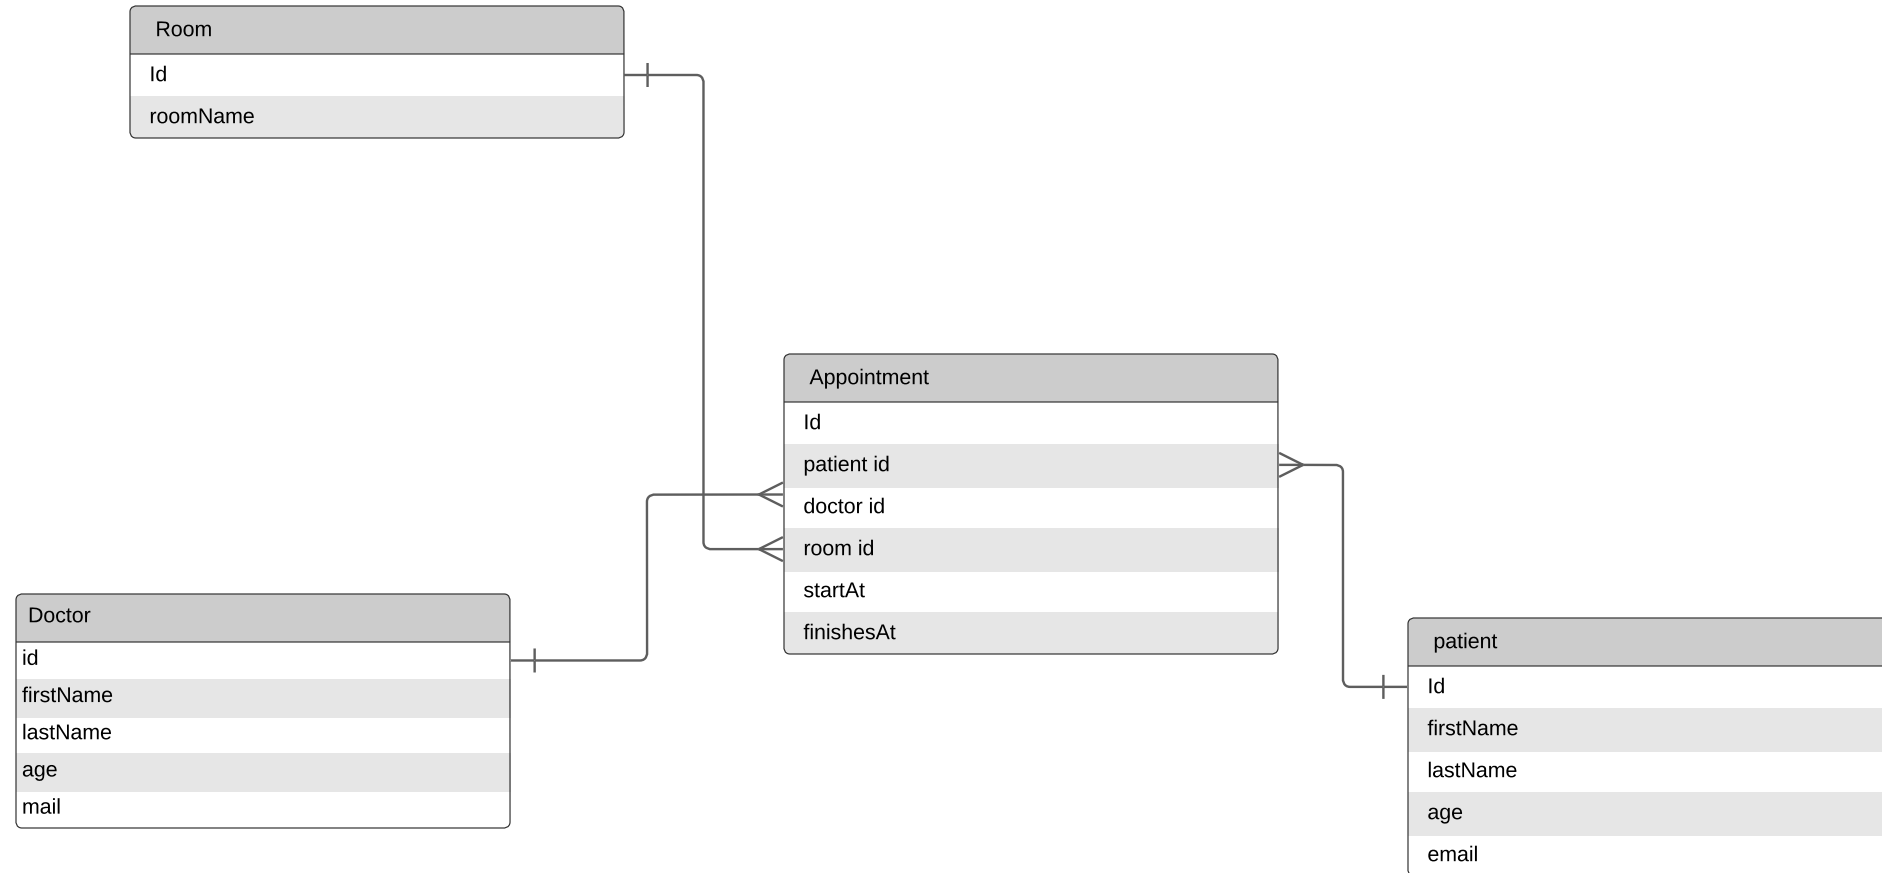 Room
Id
roomName
Appointment
Id
patient id
doctor id
room id
startAt
finishesAt
Doctor
id
firstName
lastName
age
mail
patient
Id
firstName
lastName
age
email